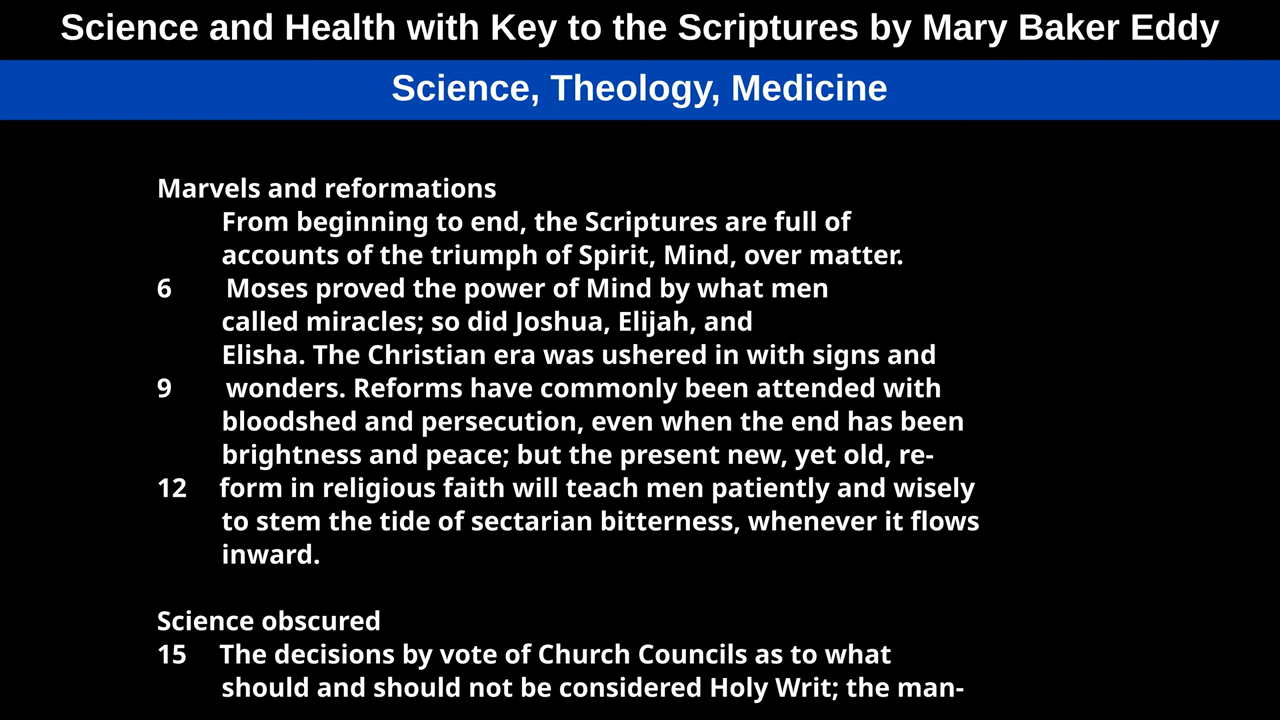 Science and Health with Key to the Scriptures by Mary Baker Eddy
Science, Theology, Medicine
Marvels and reformations
From beginning to end, the Scriptures are full of
accounts of the triumph of Spirit, Mind, over matter.
6 Moses proved the power of Mind by what men
called miracles; so did Joshua, Elijah, and
Elisha. The Christian era was ushered in with signs and
9 wonders. Reforms have commonly been attended with
bloodshed and persecution, even when the end has been
brightness and peace; but the present new, yet old, re-
12 form in religious faith will teach men patiently and wisely
to stem the tide of sectarian bitterness, whenever it flows
inward.
Science obscured
15 The decisions by vote of Church Councils as to what
should and should not be considered Holy Writ; the man-